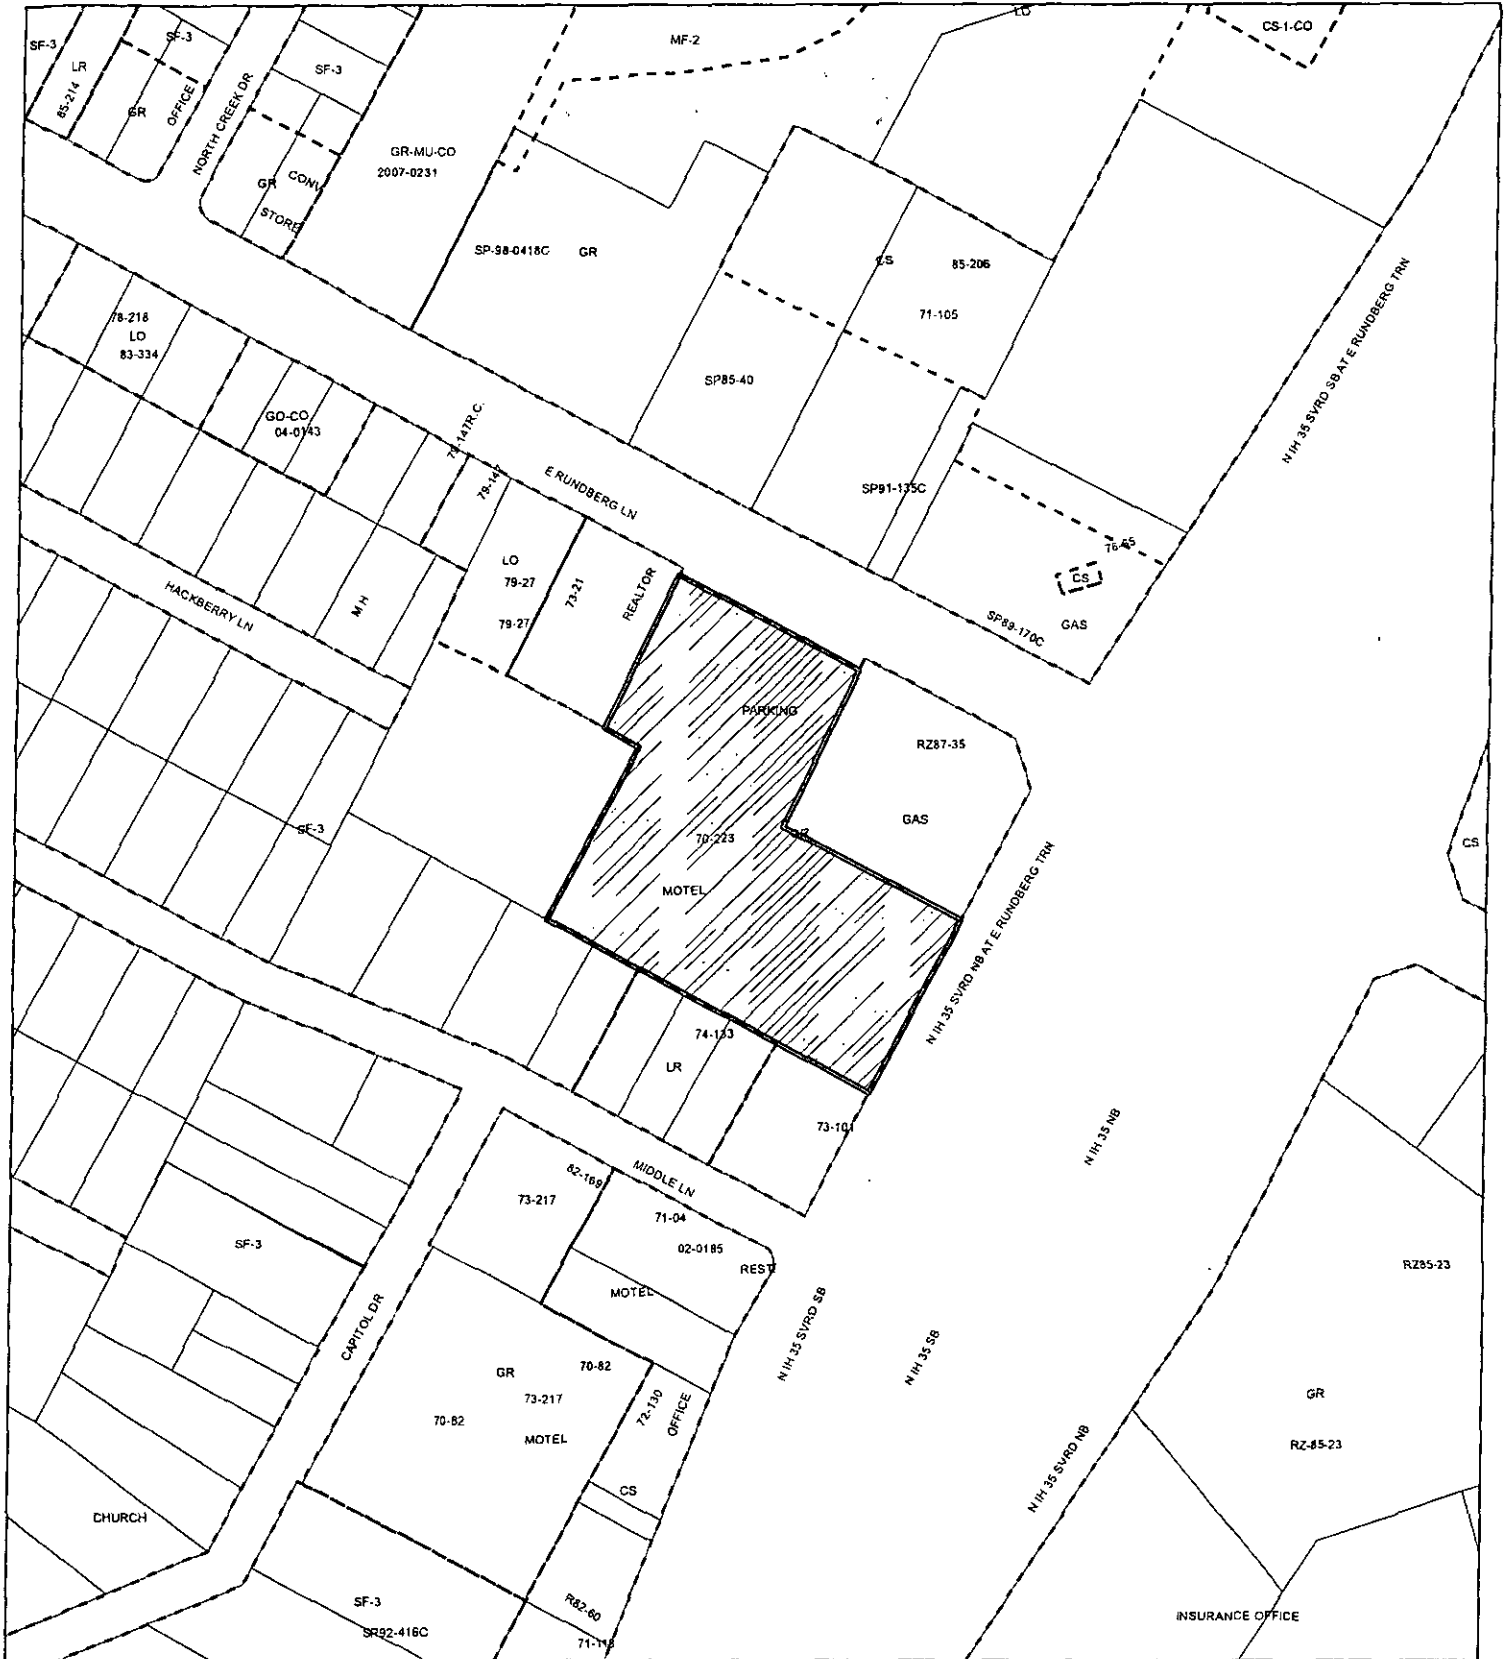 SF-3
LR
85-214
SF-3
GR
OFFICE
NORTH CREEK DR
SF-3
GR
CONV
STORE
GR-MU-CO
2007-0231
MF-2
LO
CS-1-CO
SP-98-0418C
GR
CS
85-206
71-105
SP85-40
N IH 35 SVRD SB AT E RUNDBERG TRN
78-218
LO
83-334
GO-CO
04-0143
79-147R.C.
79-147
E RUNDBERG LN
SP91-135C
76-65
CS
GAS
SP89-170C
HACKBERRY LN
M H
LO
79-27
79-27
73-21
REALTOR
PARKING
RZ87-35
GAS
70-223
MOTEL
SF-3
CS
N IH 35 SVRD NB AT E RUNDBERG TRN
74-133
LR
73-101
N IH 35 NB
MIDDLE LN
82-169
73-217
71-04
02-0185
REST
MOTEL
SF-3
CAPITOL DR
N IH 35 SVRD SB
N IH 35 SB
RZ85-23
GR
70-82
73-217
70-82
MOTEL
72-130
OFFICE
CS
GR
RZ-85-23
N IH 35 SVRD NB
CHURCH
SF-3
SR92-416C
R82-60
71-113
INSURANCE OFFICE